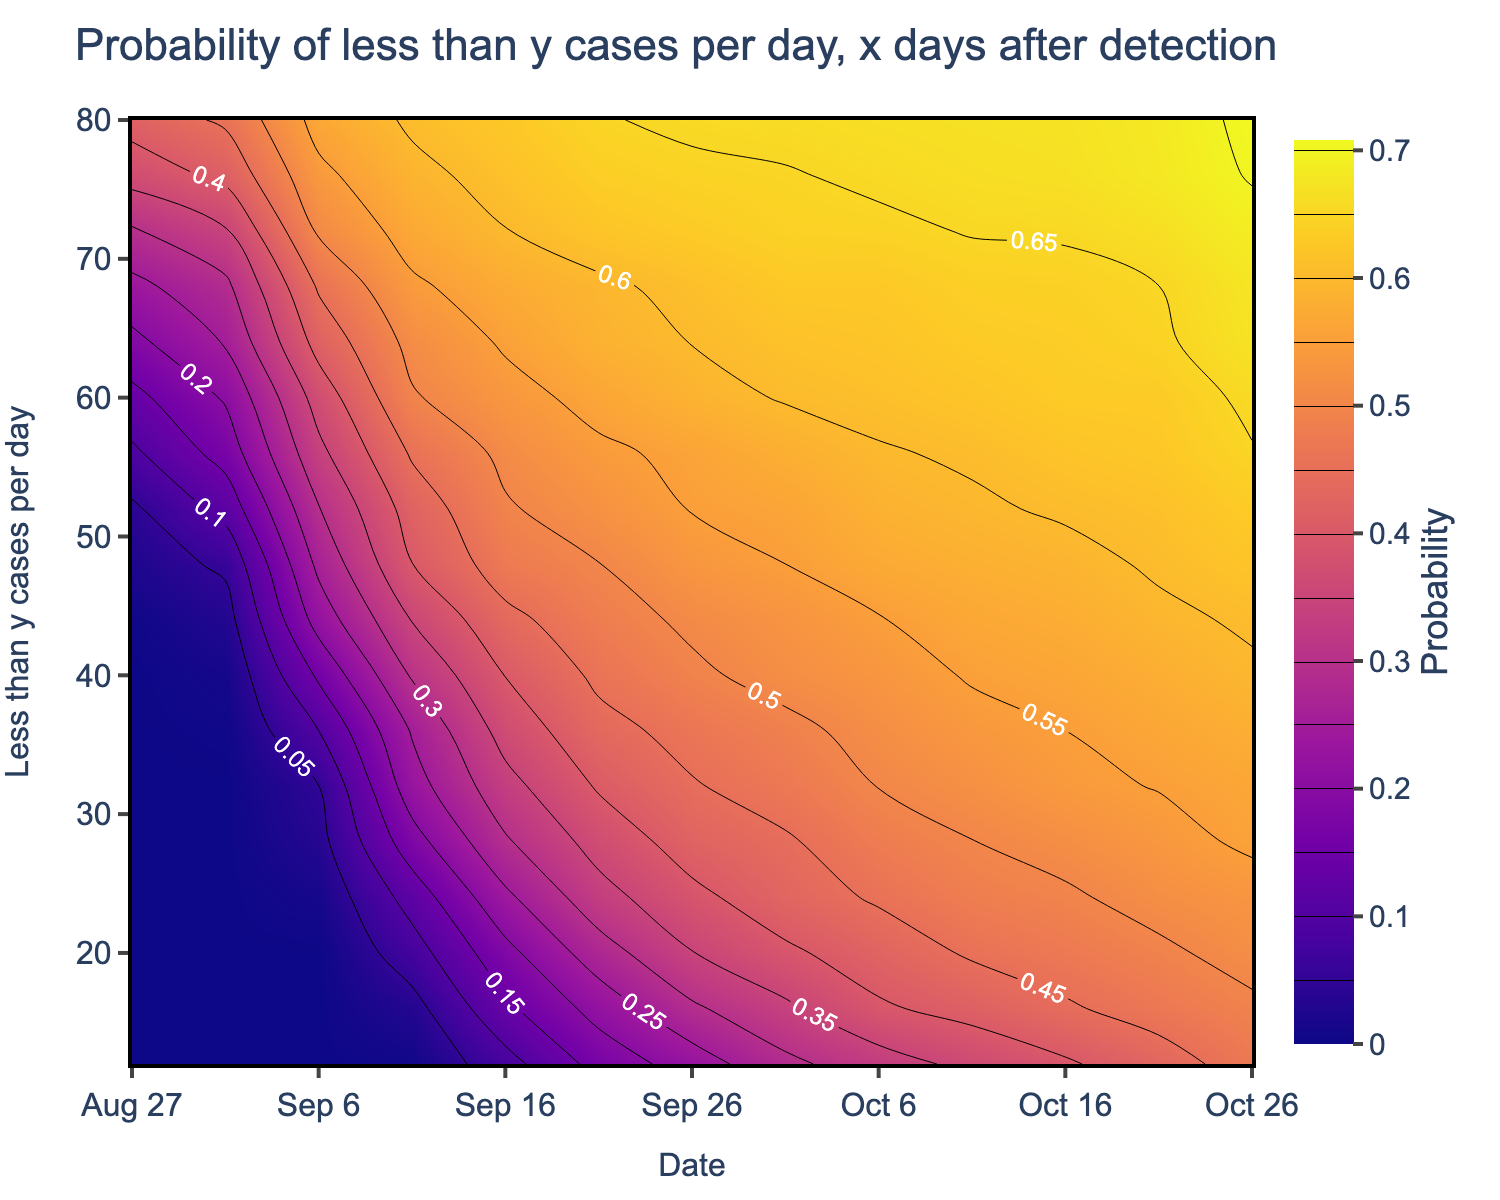 Probability of less than y cases per day, x days after detection
80
70
60
50
40
30
20
Less than y cases per day
0.4
0.2
0.1
0.05
0.3
0.15
0.25
0.35
0.45
0.5
0.55
0.6
0.65
Aug 27
Sep 6
Sep 16
Sep 26
Oct 6
Oct 16
Oct 26
Date
0.7
0.6
0.5
0.4
0.3
0.2
0.1
0
Probability